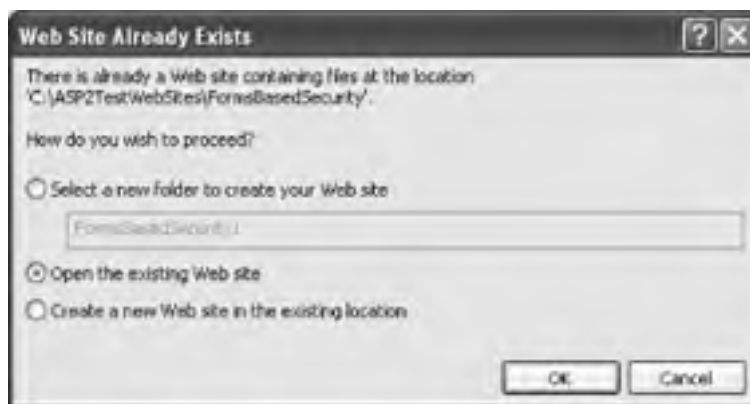 Web Site Already Exists
There is already a Web site containing files at the location
'C:\ASP2TestWebSites\FormsBasedSecurity'.
How do you wish to proceed?
Select a new folder to create your Web site
FormsBasedSecurity1
Open the existing Web site
Create a new Web site in the existing location
OK
Cancel